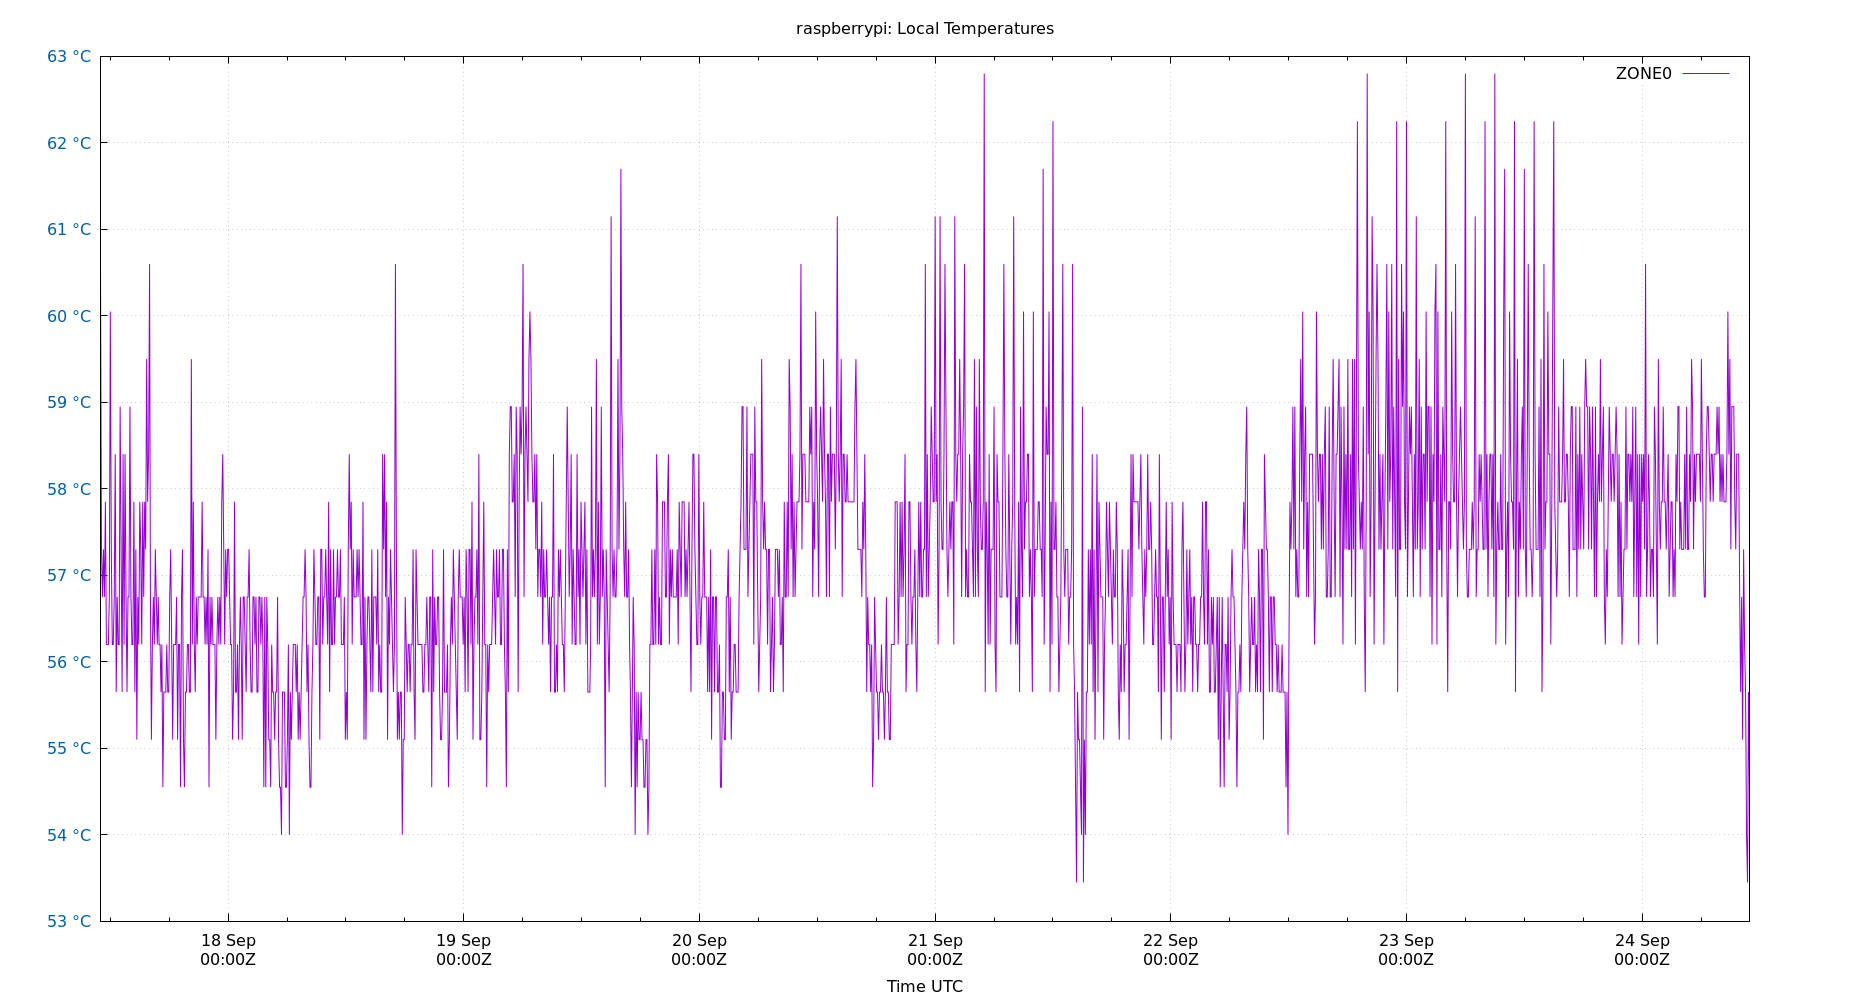 raspberrypi: Local Temperatures
63 °C
ZONE0
62 °C
61 °C
60 °C
59 °C
58 °C
57 °C
56 °C
55 °C
54 °C
53 °C
18 Sep 19 Sep 20 Sep 21 Sep 22 Sep 23 Sep 24 Sep
00:00Z 00:00Z 00:00Z 00:00Z 00:00Z 00:00Z 00:00Z
Time UTC